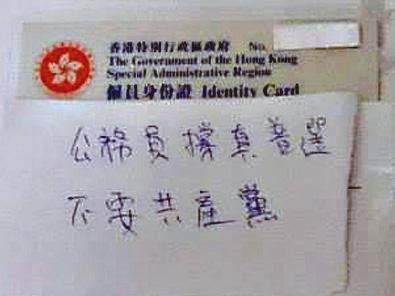 香港特別行政區政府 No.
The Government of the Hong Kong
Special Administrative Region
僱員身份證 Identity Card
公務員撐真普選
不要共產黨